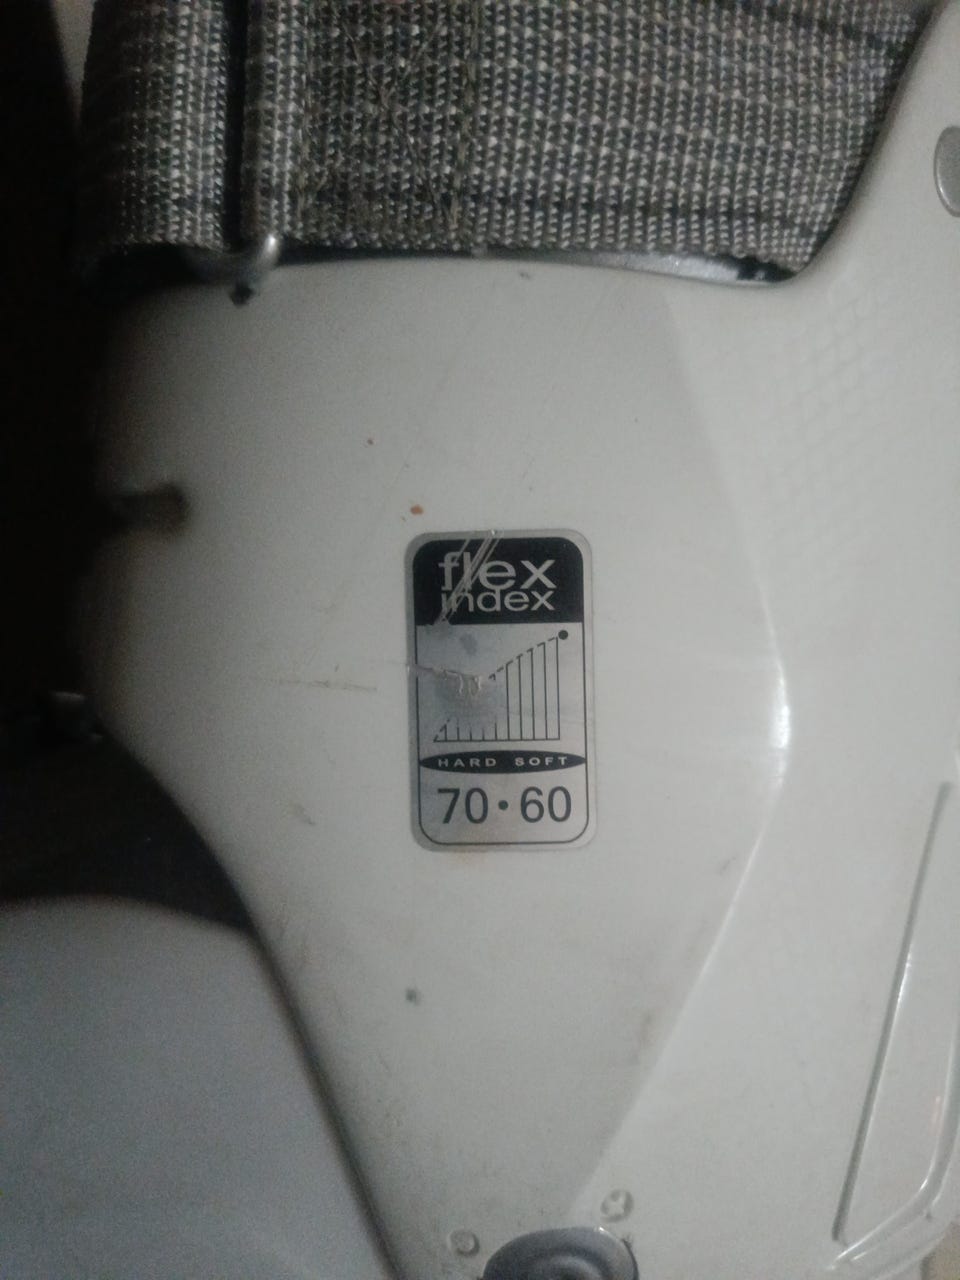 flex
index
HARD SOFT
70·60